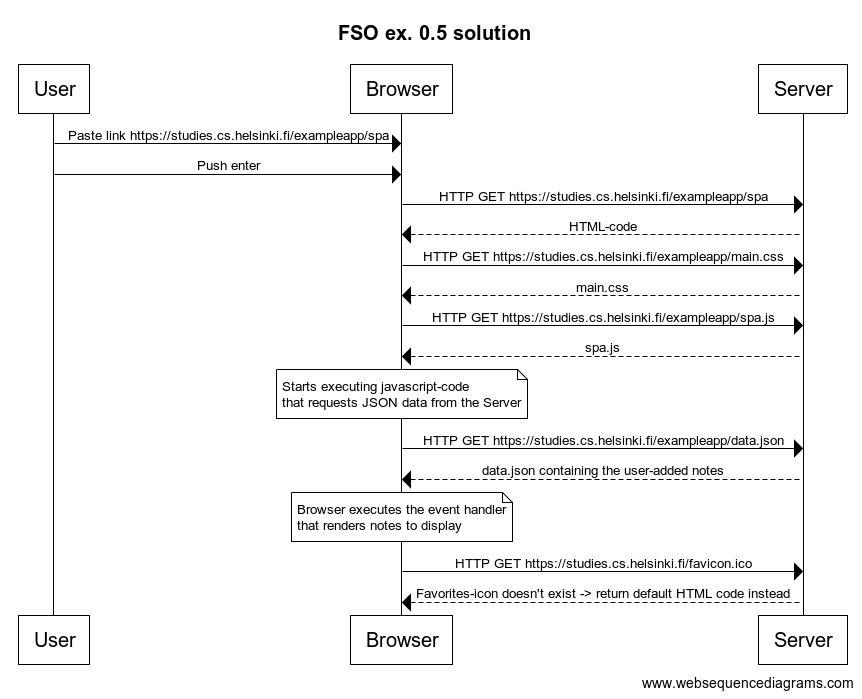 FSO ex. 0.5 solution
User
Browser
Server
Paste link https://studies.cs.helsinki.fi/exampleapp/spa
Push enter
HTTP GET https://studies.cs.helsinki.fi/exampleapp/spa
HTML-code
HTTP GET https://studies.cs.helsinki.fi/exampleapp/main.css
main.css
HTTP GET https://studies.cs.helsinki.fi/exampleapp/spa.js
spa.js
Starts executing javascript-code
that requests JSON data from the Server
HTTP GET https://studies.cs.helsinki.fi/exampleapp/data.json
data.json containing the user-added notes
Browser executes the event handler
that renders notes to display
HTTP GET https://studies.cs.helsinki.fi/favicon.ico
Favorites-icon doesn't exist -> return default HTML code instead
User
Browser
Server
www.websequencediagrams.com